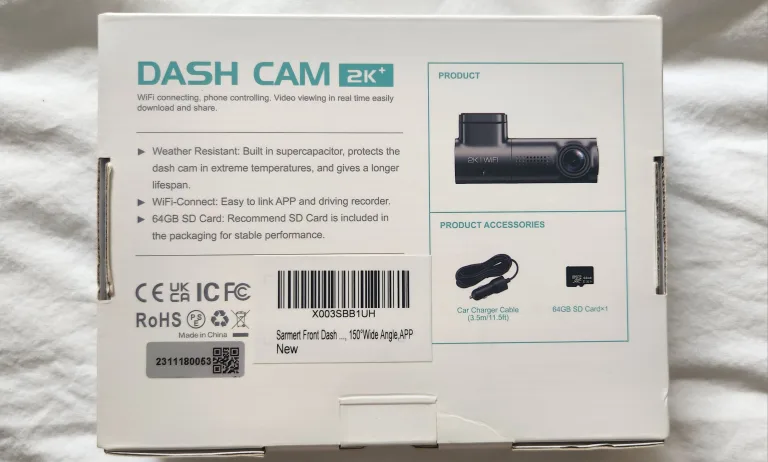 DASH CAM 2K+
WiFi connecting, phone controlling. Video viewing in real time easily
download and share.
▶ Weather Resistant: Built in supercapacitor, protects the
dash cam in extreme temperatures, and gives a longer
lifespan.
▶ WiFi-Connect: Easy to link APP and driving recorder.
▶ 64GB SD Card: Recommend SD Card is included in
the packaging for stable performance.
CE UKCA IC FC
RoHS PSE
Made in China
2311180053
X003SBB1UH
Sarmert Front Dash ..., 150°Wide Angle,APP
New
PRODUCT
2K | WiFi
PRODUCT ACCESSORIES
Car Charger Cable
(3.5m/11.5ft)
64GB SD Card×1